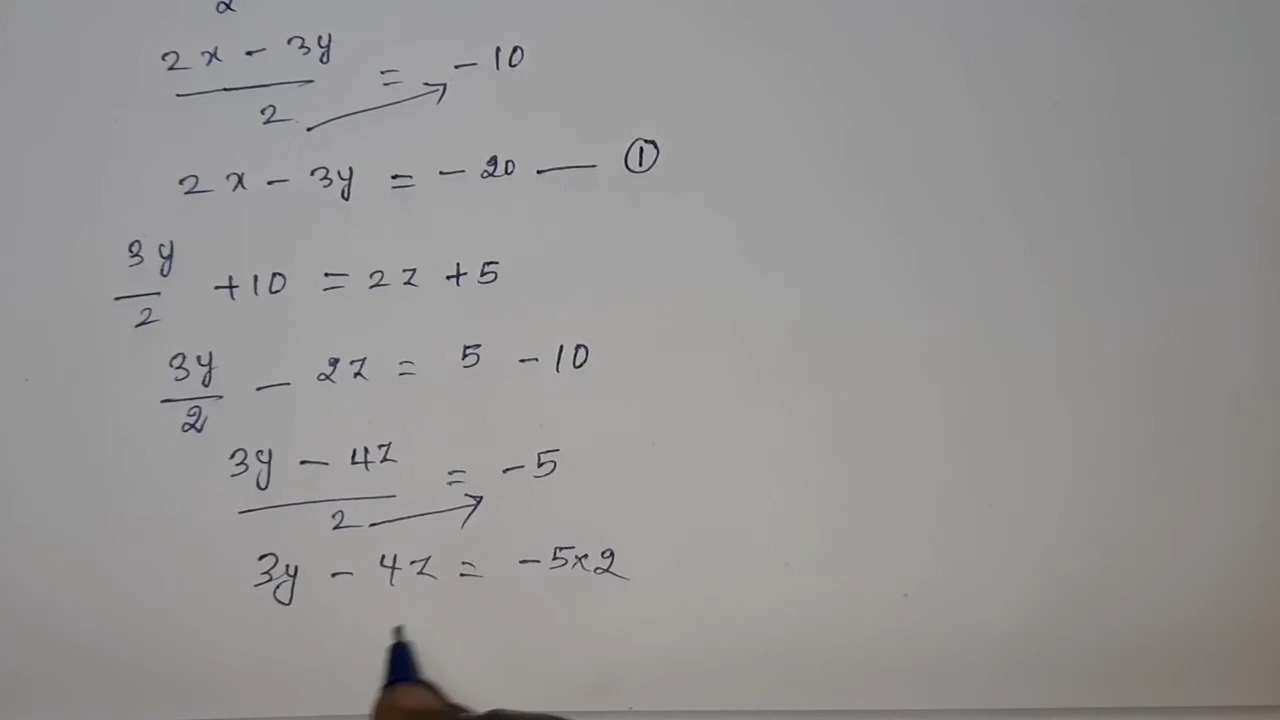 2
2x - 3y / 2 = -10
2x - 3y = -20 — ①
3y / 2 + 10 = 2z + 5
3y / 2 - 2z = 5 - 10
3y - 4z / 2 = -5
3y - 4z = -5x2